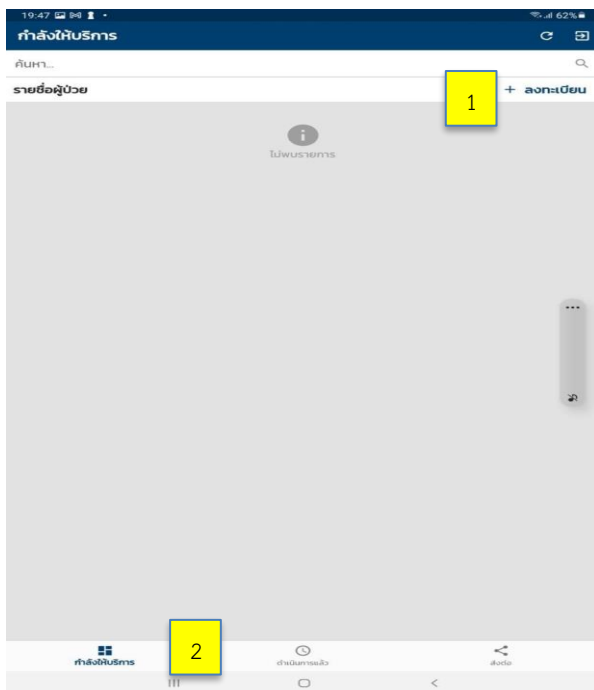 19:47
62%
กำลังให้บริการ
ค้นหา...
รายชื่อผู้ป่วย
1
+ ลงทะเบียน
ไม่พบรายการ
2
กำลังให้บริการ
ดำเนินการแล้ว
ส่งต่อ